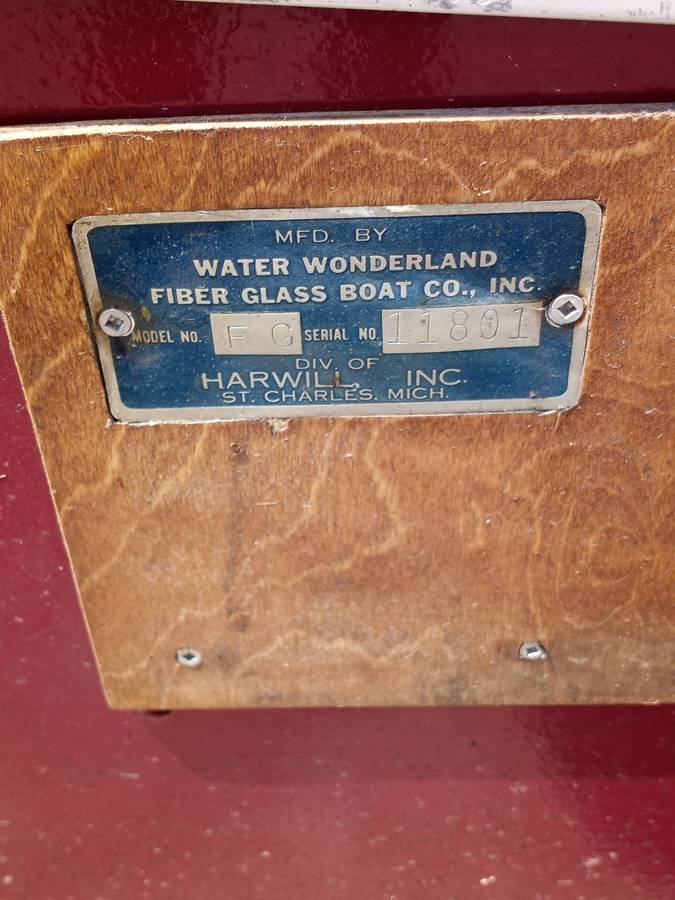 MFD. BY
WATER WONDERLAND
FIBER GLASS BOAT CO., INC.
MODEL NO. F G SERIAL NO. 11801
DIV. OF
HARWILL, INC.
ST. CHARLES. MICH.